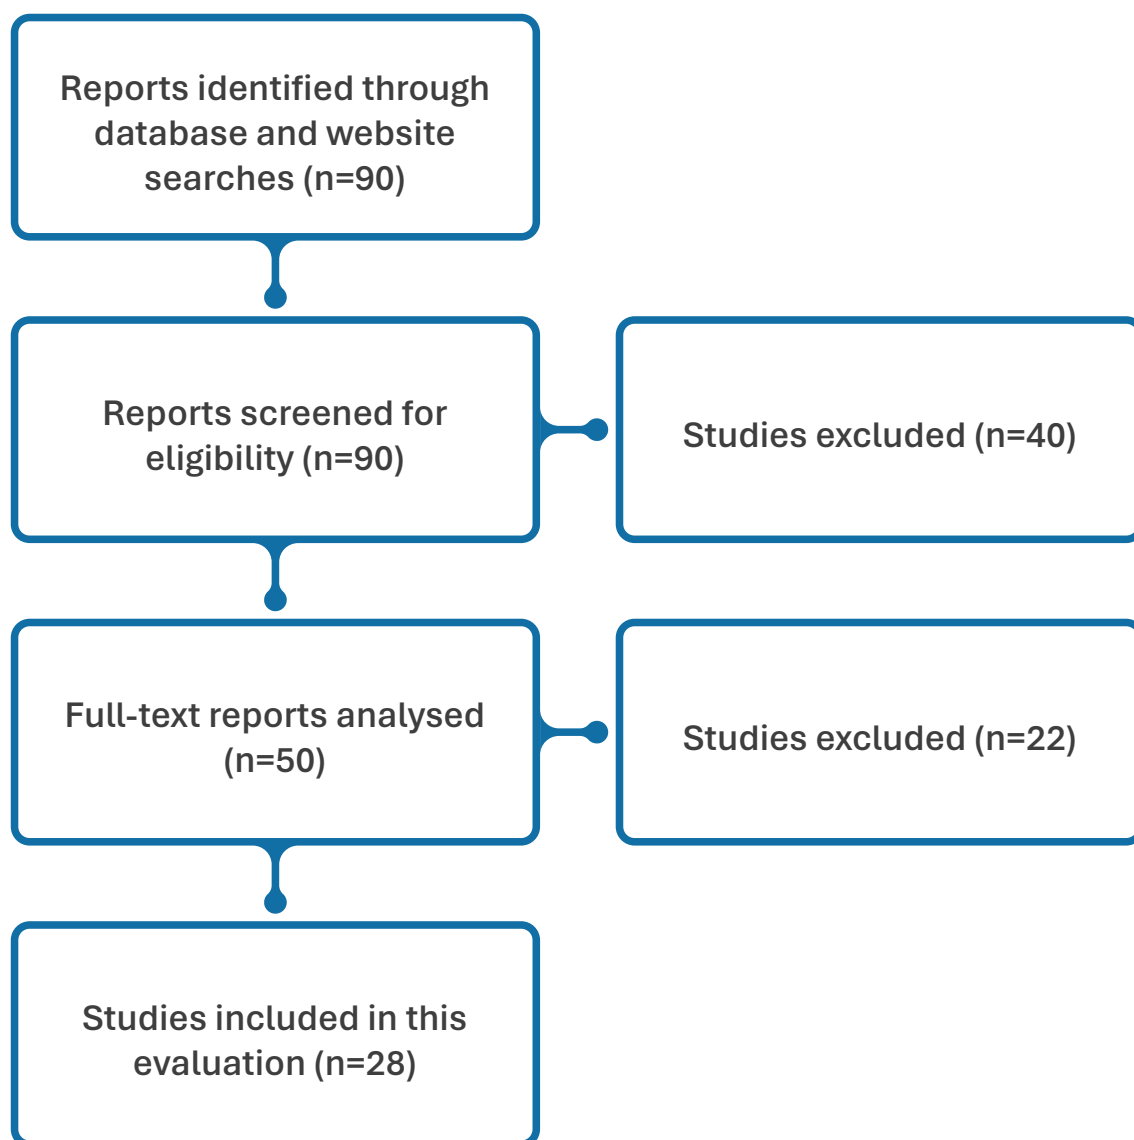 Reports identified through
database and website
searches (n=90)
Reports screened for
eligibility (n=90)
Studies excluded (n=40)
Full-text reports analysed
(n=50)
Studies excluded (n=22)
Studies included in this
evaluation (n=28)